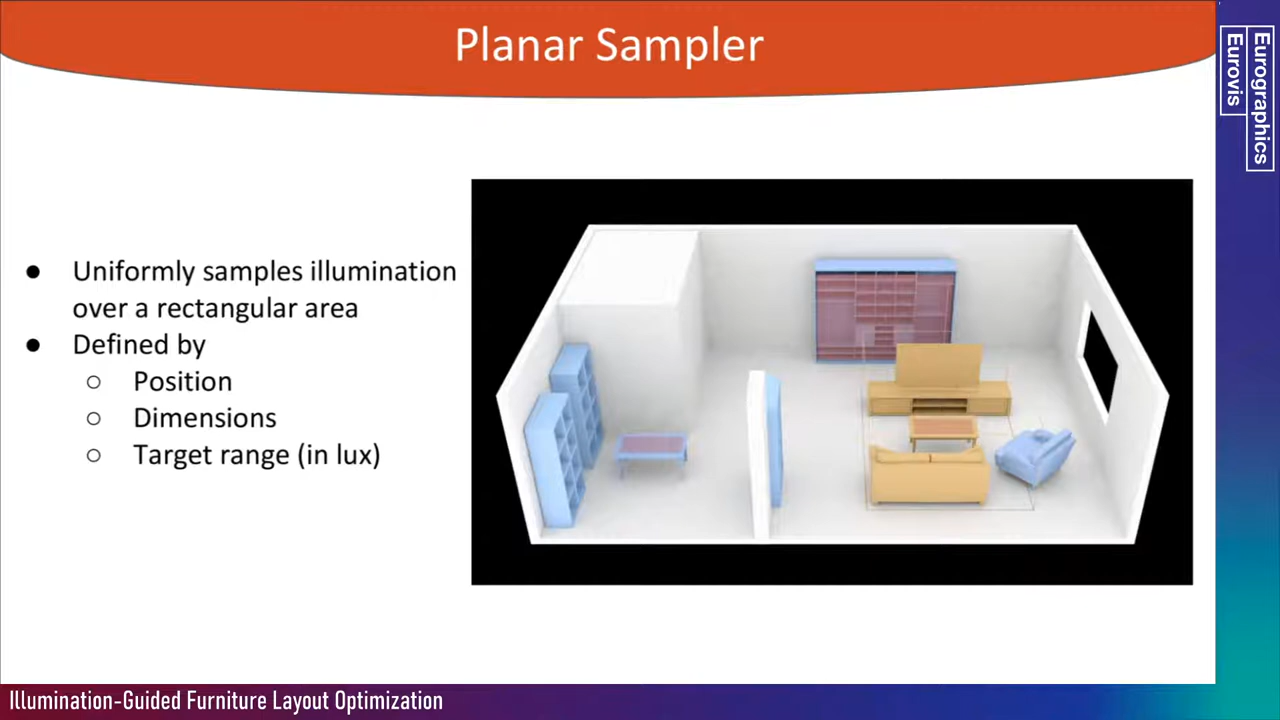 Planar Sampler
Eurographics
Eurovis
● Uniformly samples illumination
over a rectangular area
● Defined by
○ Position
○ Dimensions
○ Target range (in lux)
Illumination-Guided Furniture Layout Optimization